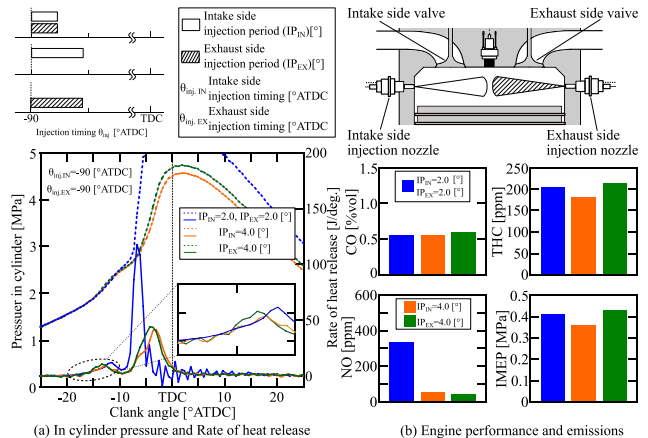 Intake side
injection period (IP_IN)[°]
Exhaust side
injection period (IP_EX)[°]
θ_inj. IN Intake side
injection timing [°ATDC
θ_inj. EX Exhaust side
injection timing [°ATDC
-90 TDC
Injection timing θ_inj [°ATDC]
Intake side valve
Exhaust side vaive
Intake side
injection nozzle
Exhaust side
injection nozzle
θ_inj.IN=-90 [°ATDC]
θ_inj.EX=-90 [°ATDC]
IP_IN=2.0, IP_EX=2.0 [°]
IP_IN=4.0 [°]
IP_EX=4.0 [°]
Pressuer in cylinder [MPa]
5
4
3
2
1
0
Rate of heat release [J/deg.]
200
150
100
50
0
-20 -10 TDC 10 20
Clank angle [°ATDC]
(a) In cylinder pressure and Rate of heat release
CO [%vol]
1.5
1.0
0.5
0.0
IP_IN=2.0 [°]
IP_EX=2.0 [°]
THC [ppm]
300
200
100
0
NO [ppm]
600
400
200
0
IP_IN=4.0 [°]
IP_EX=4.0 [°]
IMEP [MPa]
0.5
0.4
0.3
0.2
0.1
0
(b) Engine performance and emissions